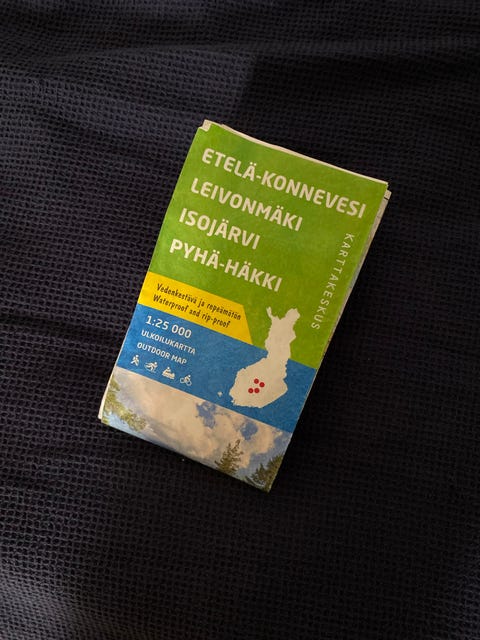 ETELÄ-KONNEVESI
LEIVONMÄKI
ISOJÄRVI
PYHÄ-HÄKKI
KARTTAKESKUS
Vedenkestävä ja repeämätön
Waterproof and rip-proof
1:25 000
ULKOILUKARTTA
OUTDOOR MAP